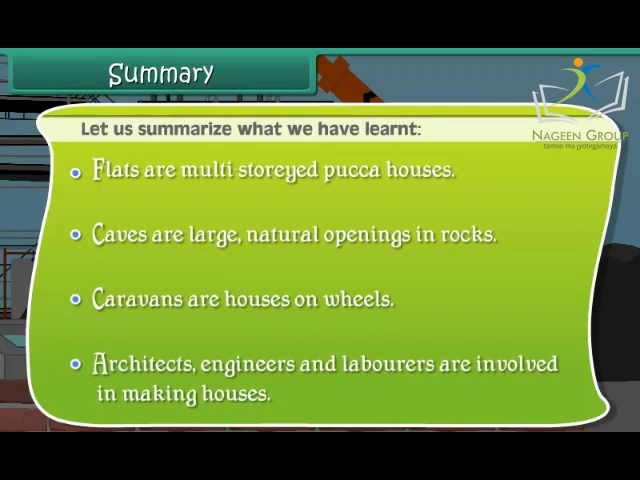 Summary
NAGEEN GROUP
tamso ma jyotirgamaya
Let us summarize what we have learnt:
Flats are multi storeyed pucca houses.
Caves are large, natural openings in rocks.
Caravans are houses on wheels.
Architects, engineers and labourers are involved
in making houses.